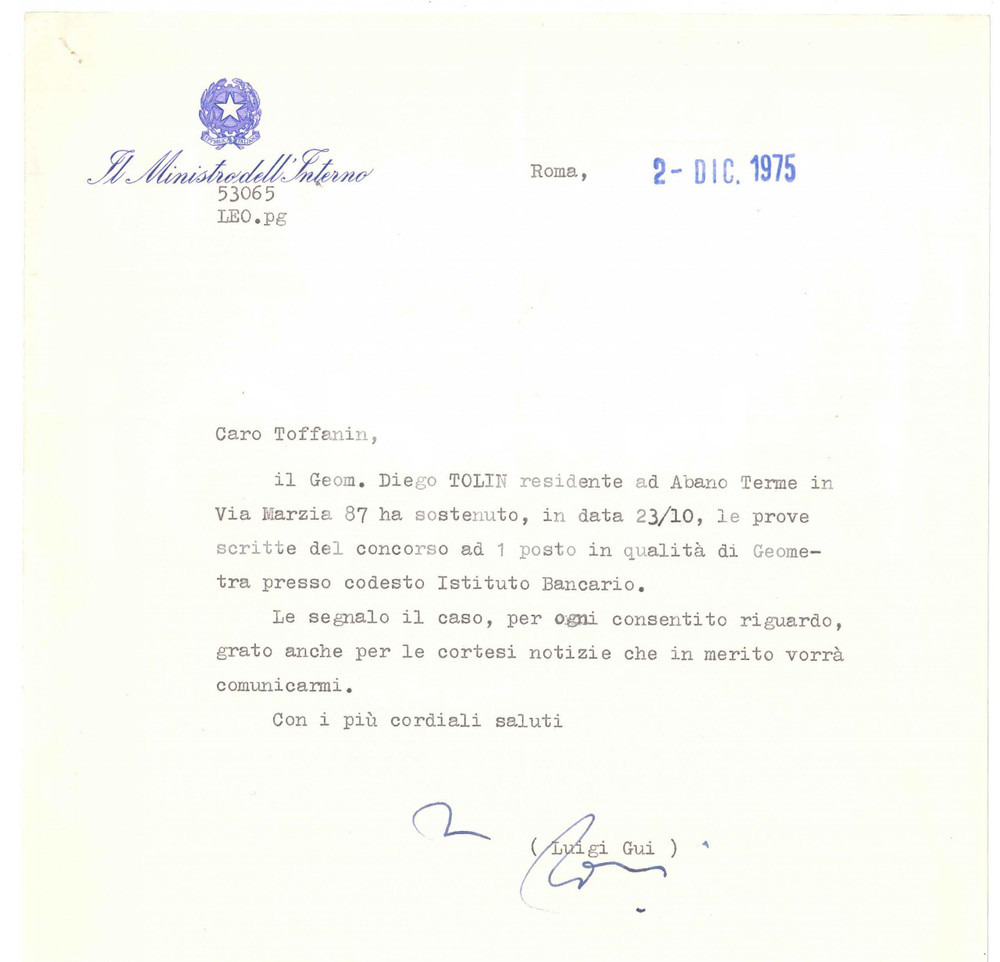 Il Ministro dell'Interno
53065
LEO.pg
Roma, 2- DIC. 1975
Caro Toffanin,
il Geom. Diego TOLIN residente ad Abano Terme in
Via Marzia 87 ha sostenuto, in data 23/10, le prove
scritte del concorso ad 1 posto in qualità di Geome-
tra presso codesto Istituto Bancario.
Le segnalo il caso, per ogni consentito riguardo,
grato anche per le cortesi notizie che in merito vorrà
comunicarmi.
Con i più cordiali saluti
( Luigi Gui )